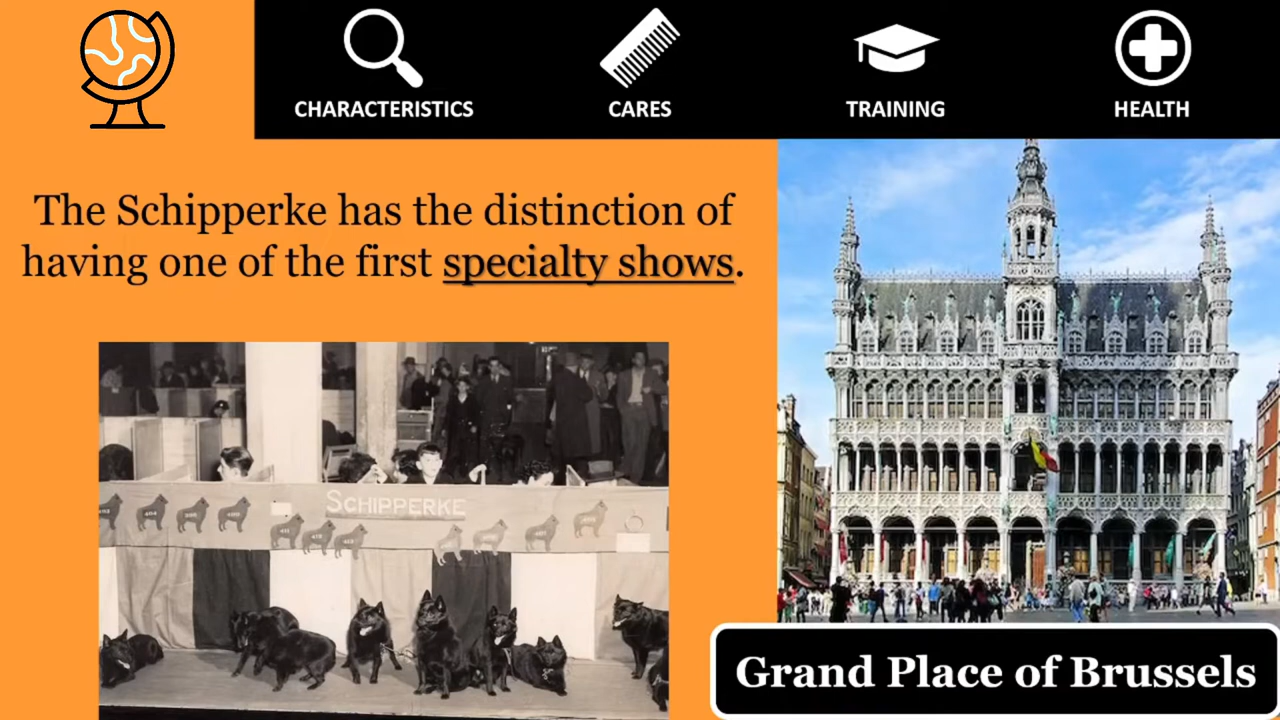 CHARACTERISTICS
CARES
TRAINING
HEALTH
The Schipperke has the distinction of
having one of the first specialty shows.
SCHIPPERKE
Grand Place of Brussels